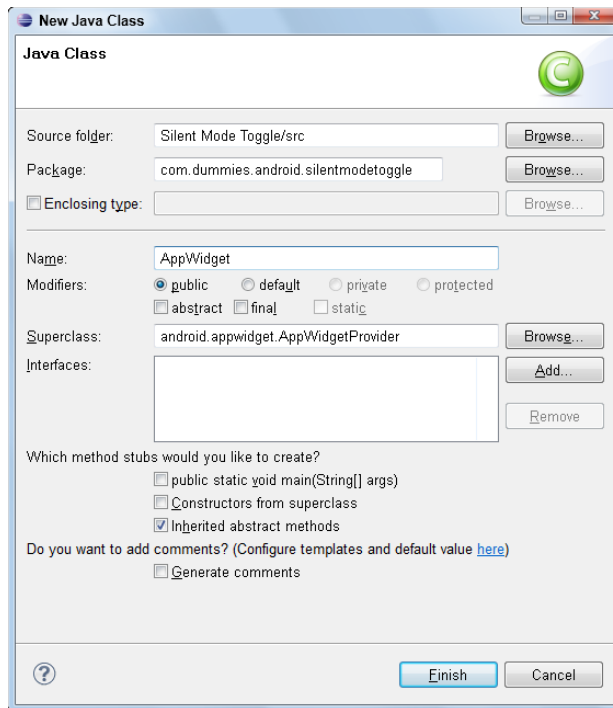 New Java Class
Java Class
Source folder: Silent Mode Toggle/src Browse...
Package: com.dummies.android.silentmodetoggle Browse...
Enclosing type: Browse...
Name: AppWidget
Modifiers: public default private protected
abstract final static
Superclass: android.appwidget.AppWidgetProvider Browse...
Interfaces: Add...
Remove
Which method stubs would you like to create?
public static void main(String[] args)
Constructors from superclass
Inherited abstract methods
Do you want to add comments? (Configure templates and default value here)
Generate comments
? Finish Cancel